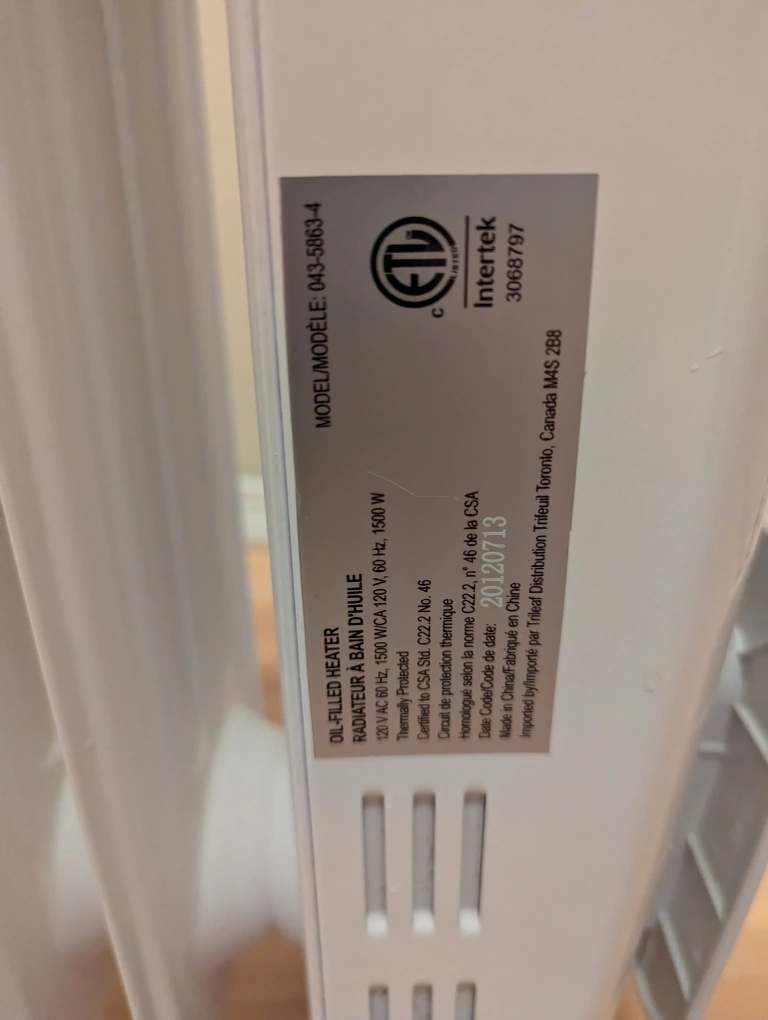 OIL-FILLED HEATER
RADIATEUR À BAIN D'HUILE
MODEL/MODÈLE: 043-5863-4
120 V AC 60 Hz, 1500 W/CA 120 V, 60 Hz, 1500 W
Thermally Protected
Certified to CSA Std. C22.2 No. 46
Circuit de protection thermique
Homologué selon la norme C22.2, n° 46 de la CSA
Date Code/Code de date: 20120713
Made in China/Fabriqué en Chine
Imported by/Importé par Trileaf Distribution Trifeuil Toronto, Canada M4S 2B8
ETL
LISTED
C
Intertek
3068797